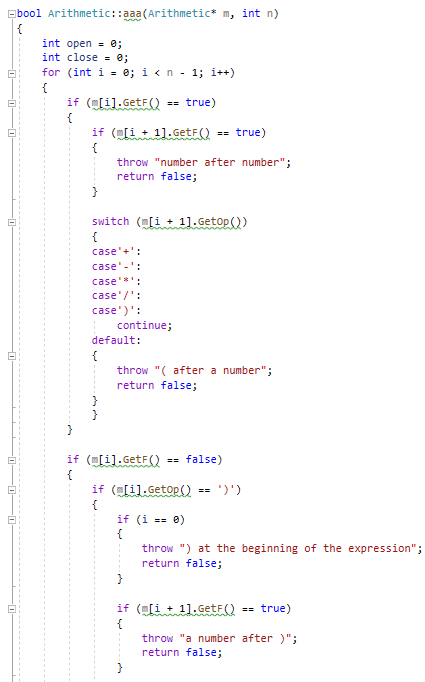 bool Arithmetic::aaa(Arithmetic* m, int n)
{
    int open = 0;
    int close = 0;
    for (int i = 0; i < n - 1; i++)
    {
        if (m[i].GetF() == true)
        {
            if (m[i + 1].GetF() == true)
            {
                throw "number after number";
                return false;
            }

            switch (m[i + 1].GetOp())
            {
            case'+':
            case'-':
            case'*':
            case'/':
            case')':
                continue;
            default:
            {
                throw "( after a number";
                return false;
            }
            }
        }

        if (m[i].GetF() == false)
        {
            if (m[i].GetOp() == ')')
            {
                if (i == 0)
                {
                    throw ") at the beginning of the expression";
                    return false;
                }

                if (m[i + 1].GetF() == true)
                {
                    throw "a number after )";
                    return false;
                }